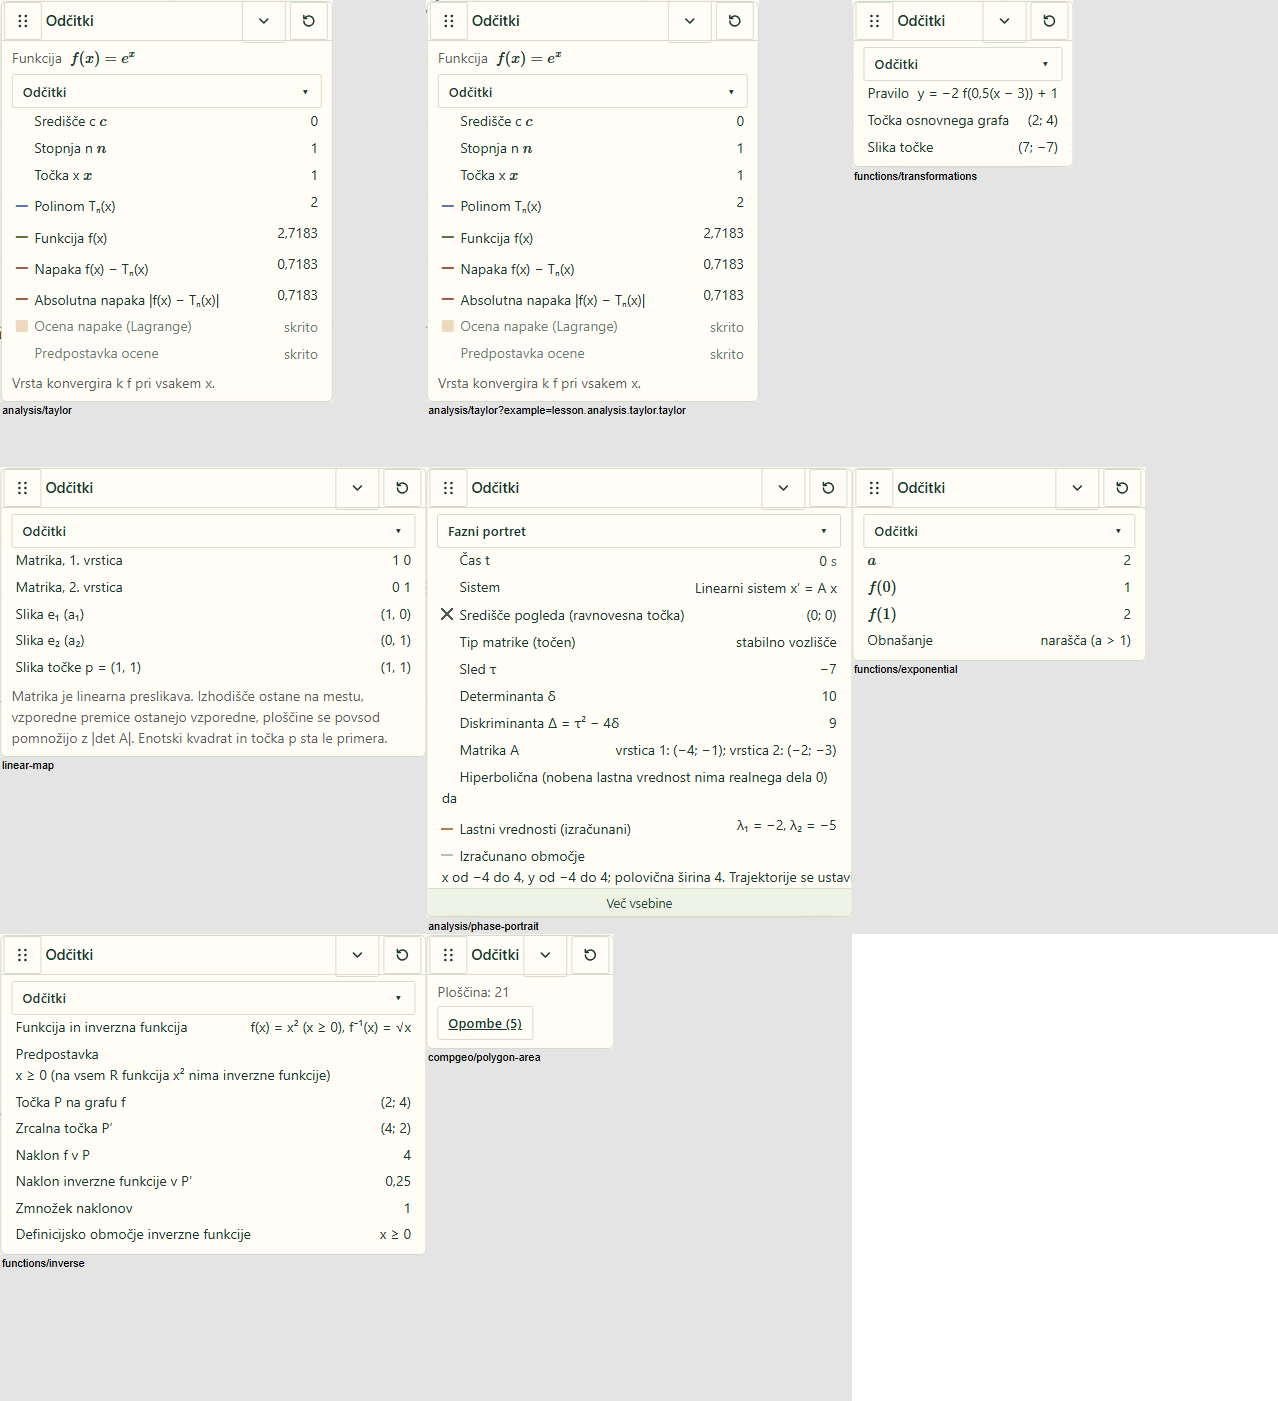 Odčitki
Funkcija f(x) = eˣ
Odčitki
Središče c c 0
Stopnja n n 1
Točka x x 1
Polinom Tₙ(x) 2
Funkcija f(x) 2,7183
Napaka f(x) − Tₙ(x) 0,7183
Absolutna napaka |f(x) − Tₙ(x)| 0,7183
Ocena napake (Lagrange) skrito
Predpostavka ocene skrito
Vrsta konvergira k f pri vsakem x.
analysis/taylor
Odčitki
Funkcija f(x) = eˣ
Odčitki
Središče c c 0
Stopnja n n 1
Točka x x 1
Polinom Tₙ(x) 2
Funkcija f(x) 2,7183
Napaka f(x) − Tₙ(x) 0,7183
Absolutna napaka |f(x) − Tₙ(x)| 0,7183
Ocena napake (Lagrange) skrito
Predpostavka ocene skrito
Vrsta konvergira k f pri vsakem x.
analysis/taylor?example=lesson.analysis.taylor.taylor
Odčitki
Odčitki
Pravilo y = −2 f(0,5(x − 3)) + 1
Točka osnovnega grafa (2; 4)
Slika točke (7; −7)
functions/transformations
Odčitki
Odčitki
Matrika, 1. vrstica 1 0
Matrika, 2. vrstica 0 1
Slika e₁ (a₁) (1, 0)
Slika e₂ (a₂) (0, 1)
Slika točke p = (1, 1) (1, 1)
Matrika je linearna preslikava. Izhodišče ostane na mestu,
vzporedne premice ostanejo vzporedne, ploščine se povsod
pomnožijo z |det A|. Enotski kvadrat in točka p sta le primera.
linear-map
Odčitki
Fazni portret
Čas t 0 s
Sistem Linearni sistem x′ = A x
Središče pogleda (ravnovesna točka) (0; 0)
Tip matrike (točen) stabilno vozlišče
Sled τ −7
Determinanta δ 10
Diskriminanta Δ = τ² − 4δ 9
Matrika A vrstica 1: (−4; −1); vrstica 2: (−2; −3)
Hiperbolična (nobena lastna vrednost nima realnega dela 0)
da
Lastni vrednosti (izračunani) λ₁ = −2, λ₂ = −5
Izračunano območje
x od −4 do 4, y od −4 do 4; polovična širina 4. Trajektorije se ustav
Več vsebine
analysis/phase-portrait
Odčitki
Odčitki
a 2
f(0) 1
f(1) 2
Obnašanje narašča (a > 1)
functions/exponential
Odčitki
Odčitki
Funkcija in inverzna funkcija f(x) = x² (x ≥ 0), f⁻¹(x) = √x
Predpostavka
x ≥ 0 (na vsem R funkcija x² nima inverzne funkcije)
Točka P na grafu f (2; 4)
Zrcalna točka P′ (4; 2)
Naklon f v P 4
Naklon inverzne funkcije v P′ 0,25
Zmnožek naklonov 1
Definicijsko območje inverzne funkcije x ≥ 0
functions/inverse
Odčitki
Ploščina: 21
Opombe (5)
compgeo/polygon-area